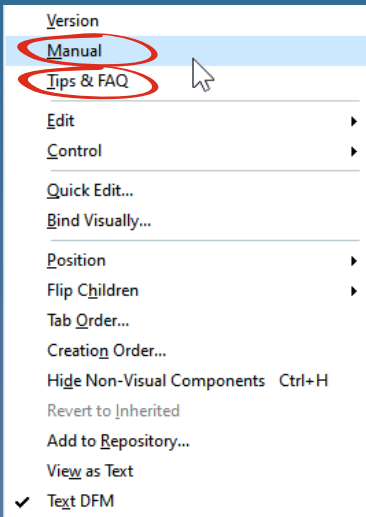 Version
Manual
Tips & FAQ
Edit
Control
Quick Edit...
Bind Visually...
Position
Flip Children
Tab Order...
Creation Order...
Hide Non-Visual Components Ctrl+H
Revert to Inherited
Add to Repository...
View as Text
Text DFM